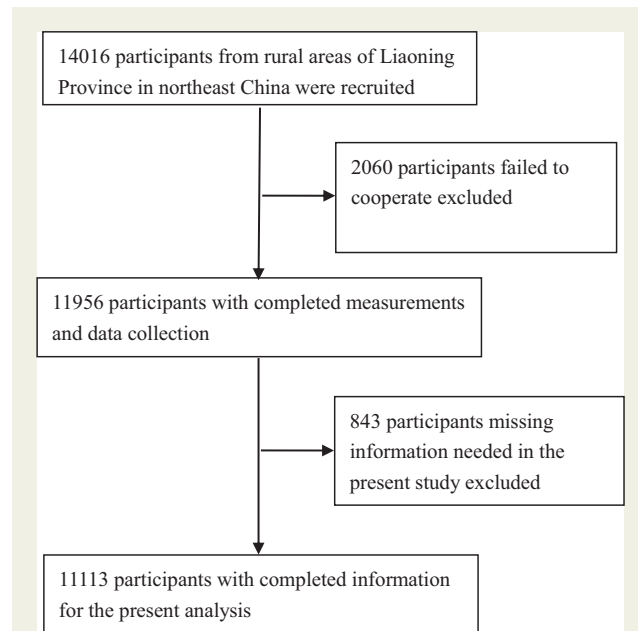 14016 participants from rural areas of Liaoning
Province in northeast China were recruited
2060 participants failed to
cooperate excluded
11956 participants with completed measurements
and data collection
843 participants missing
information needed in the
present study excluded
11113 participants with completed information
for the present analysis